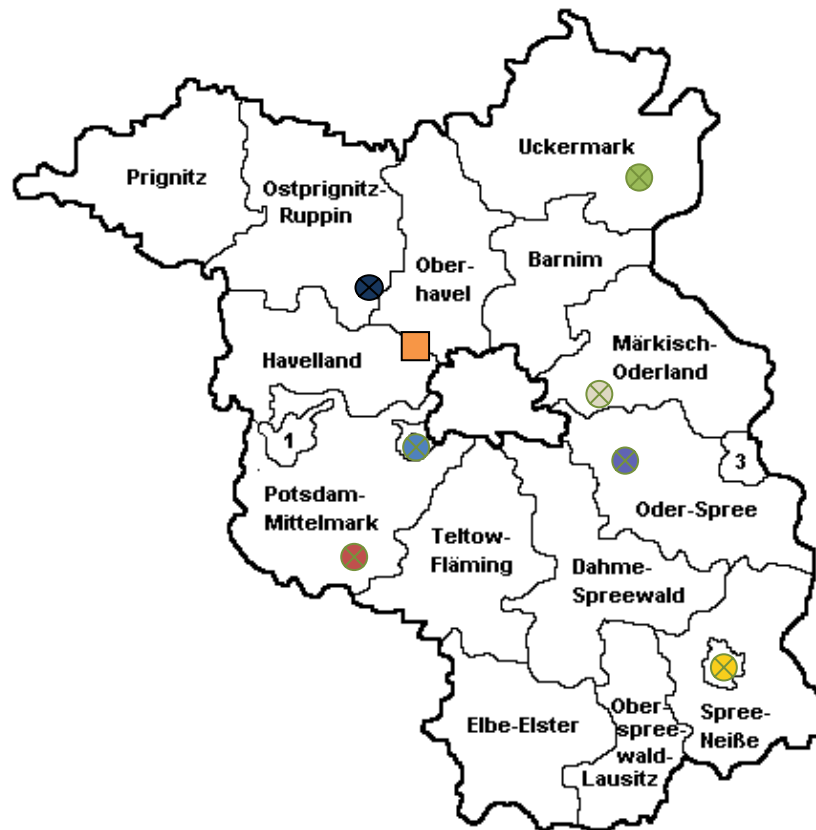 Uckermark
Prignitz
Ostprignitz-
Ruppin
Ober-
havel
Barnim
Havelland
Märkisch-
Oderland
1
3
Potsdam-
Mittelmark
Oder-Spree
Teltow-
Fläming
Dahme-
Spreewald
Elbe-Elster
Ober
spree-
wald-
Lausitz
Spree-
Neiße